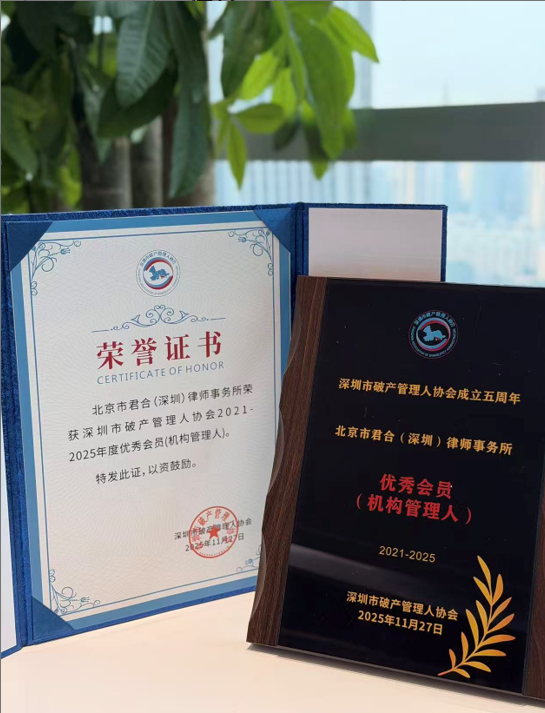 荣誉证书
CERTIFICATE OF HONOR
北京市君合（深圳）律师事务所荣
获深圳市破产管理人协会2021-
2025年度优秀会员(机构管理人)。
特发此证，以资鼓励。
深圳市破产管理人协会
2025年11月27日
深圳市破产管理人协会成立五周年
北京市君合（深圳）律师事务所
优秀会员
（机构管理人）
2021-2025
深圳市破产管理人协会
2025年11月27日